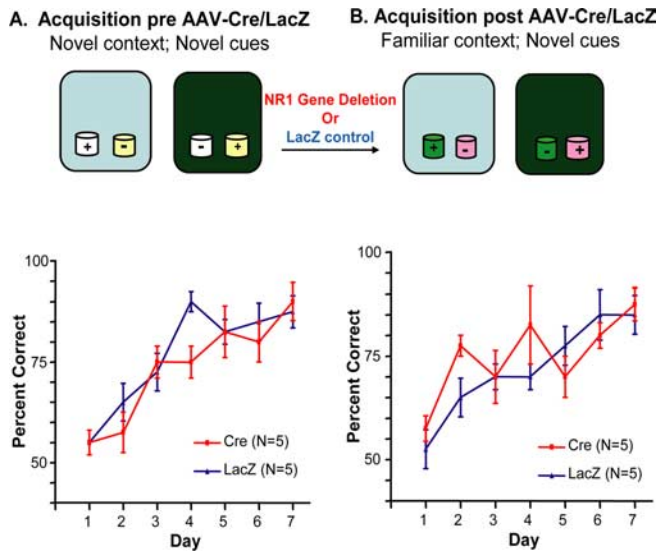 A. Acquisition pre AAV-Cre/LacZ
Novel context; Novel cues
B. Acquisition post AAV-Cre/LacZ
Familiar context; Novel cues
+ - - +
NR1 Gene Deletion
Or
LacZ control
+ - - +
100
75
50
Percent Correct
Cre (N=5)
LacZ (N=5)
1 2 3 4 5 6 7
Day
100
75
50
Percent Correct
Cre (N=5)
LacZ (N=5)
1 2 3 4 5 6 7
Day